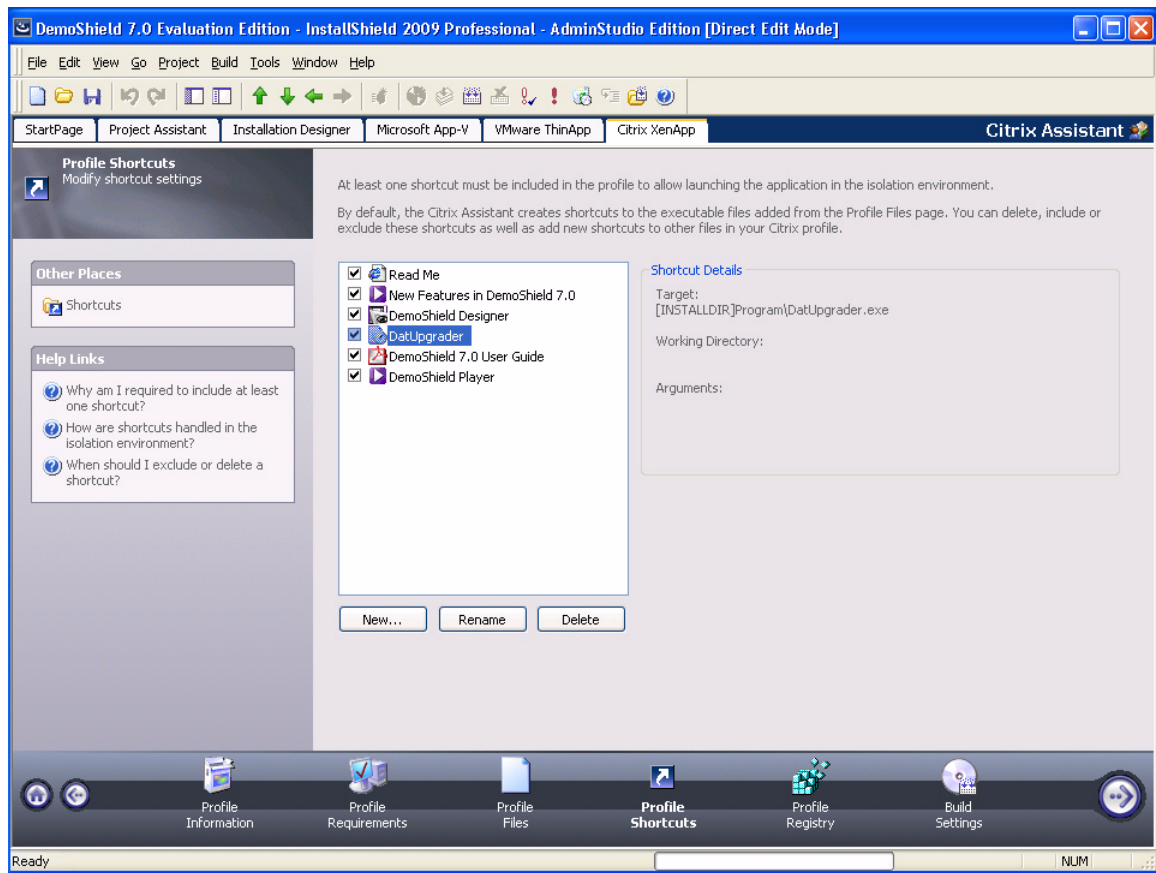 DemoShield 7.0 Evaluation Edition - InstallShield 2009 Professional - AdminStudio Edition [Direct Edit Mode]
File Edit View Go Project Build Tools Window Help
StartPage Project Assistant Installation Designer Microsoft App-V VMware ThinApp Citrix XenApp Citrix Assistant
Profile Shortcuts
Modify shortcut settings
Other Places
Shortcuts
Help Links
Why am I required to include at least
one shortcut?
How are shortcuts handled in the
isolation environment?
When should I exclude or delete a
shortcut?
At least one shortcut must be included in the profile to allow launching the application in the isolation environment.
By default, the Citrix Assistant creates shortcuts to the executable files added from the Profile Files page. You can delete, include or
exclude these shortcuts as well as add new shortcuts to other files in your Citrix profile.
Read Me
New Features in DemoShield 7.0
DemoShield Designer
DatUpgrader
DemoShield 7.0 User Guide
DemoShield Player
New... Rename Delete
Shortcut Details
Target:
[INSTALLDIR]Program\DatUpgrader.exe
Working Directory:
Arguments:
Profile
Information
Profile
Requirements
Profile
Files
Profile
Shortcuts
Profile
Registry
Build
Settings
Ready NUM